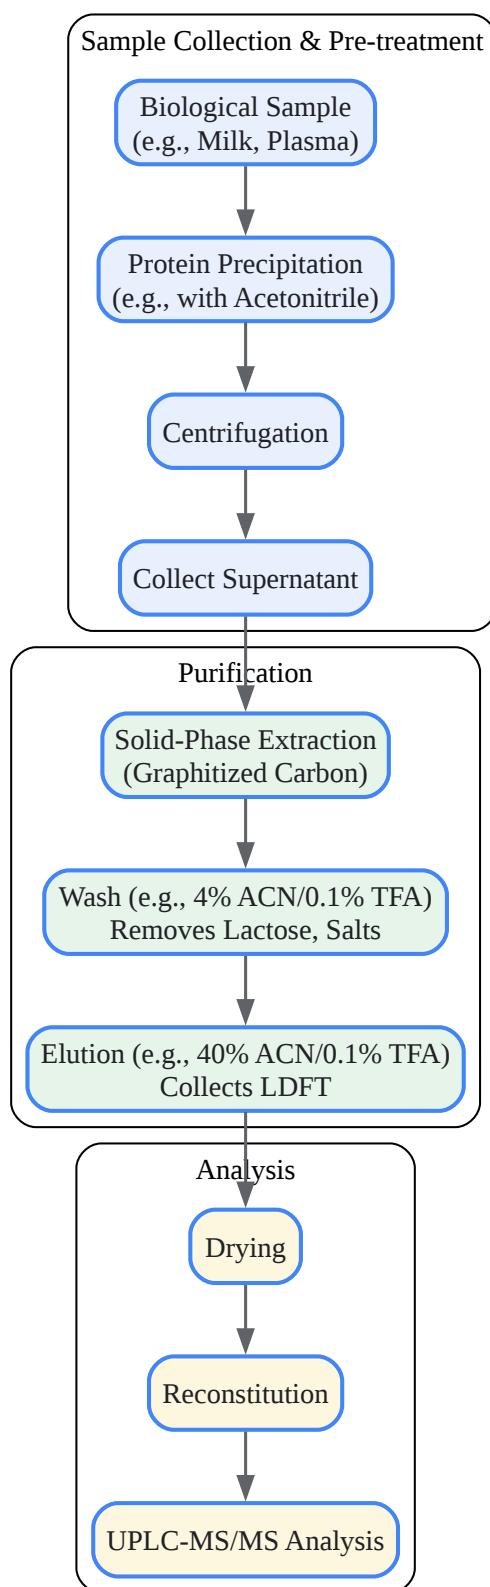 Sample Collection & Pre-treatment
Biological Sample
(e.g., Milk, Plasma)
Protein Precipitation
(e.g., with Acetonitrile)
Centrifugation
Collect Supernatant
Purification
Solid-Phase Extraction
(Graphitized Carbon)
Wash (e.g., 4% ACN/0.1% TFA)
Removes Lactose, Salts
Elution (e.g., 40% ACN/0.1% TFA)
Collects LDFT
Analysis
Drying
Reconstitution
UPLC-MS/MS Analysis